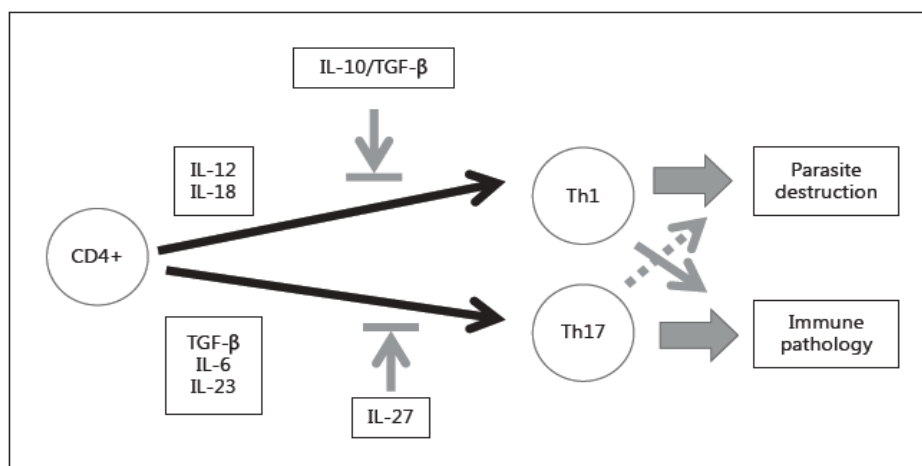 IL-10/TGF-β
IL-12
IL-18
CD4+
Th1
Parasite
destruction
TGF-β
IL-6
IL-23
IL-27
Th17
Immune
pathology